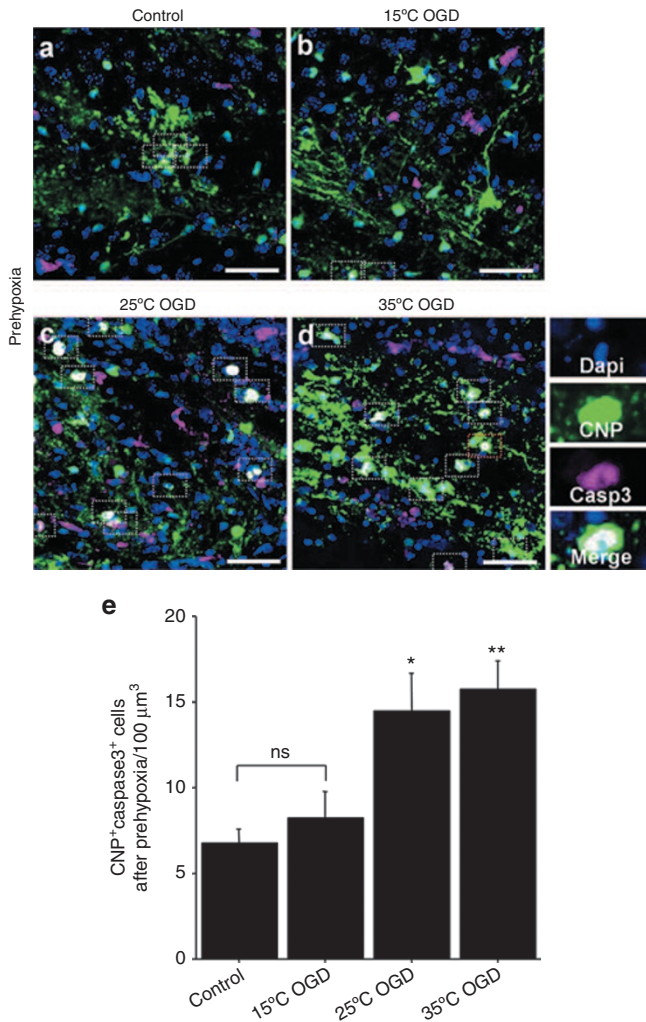 Control
15ºC OGD
a
b
Prehypoxia
25ºC OGD
35ºC OGD
c
d
Dapi
CNP
Casp3
Merge
e
CNP⁺caspase3⁺ cells
after prehypoxia/100 µm³
20
15
10
5
0
ns
*
**
Control
15ºC OGD
25ºC OGD
35ºC OGD